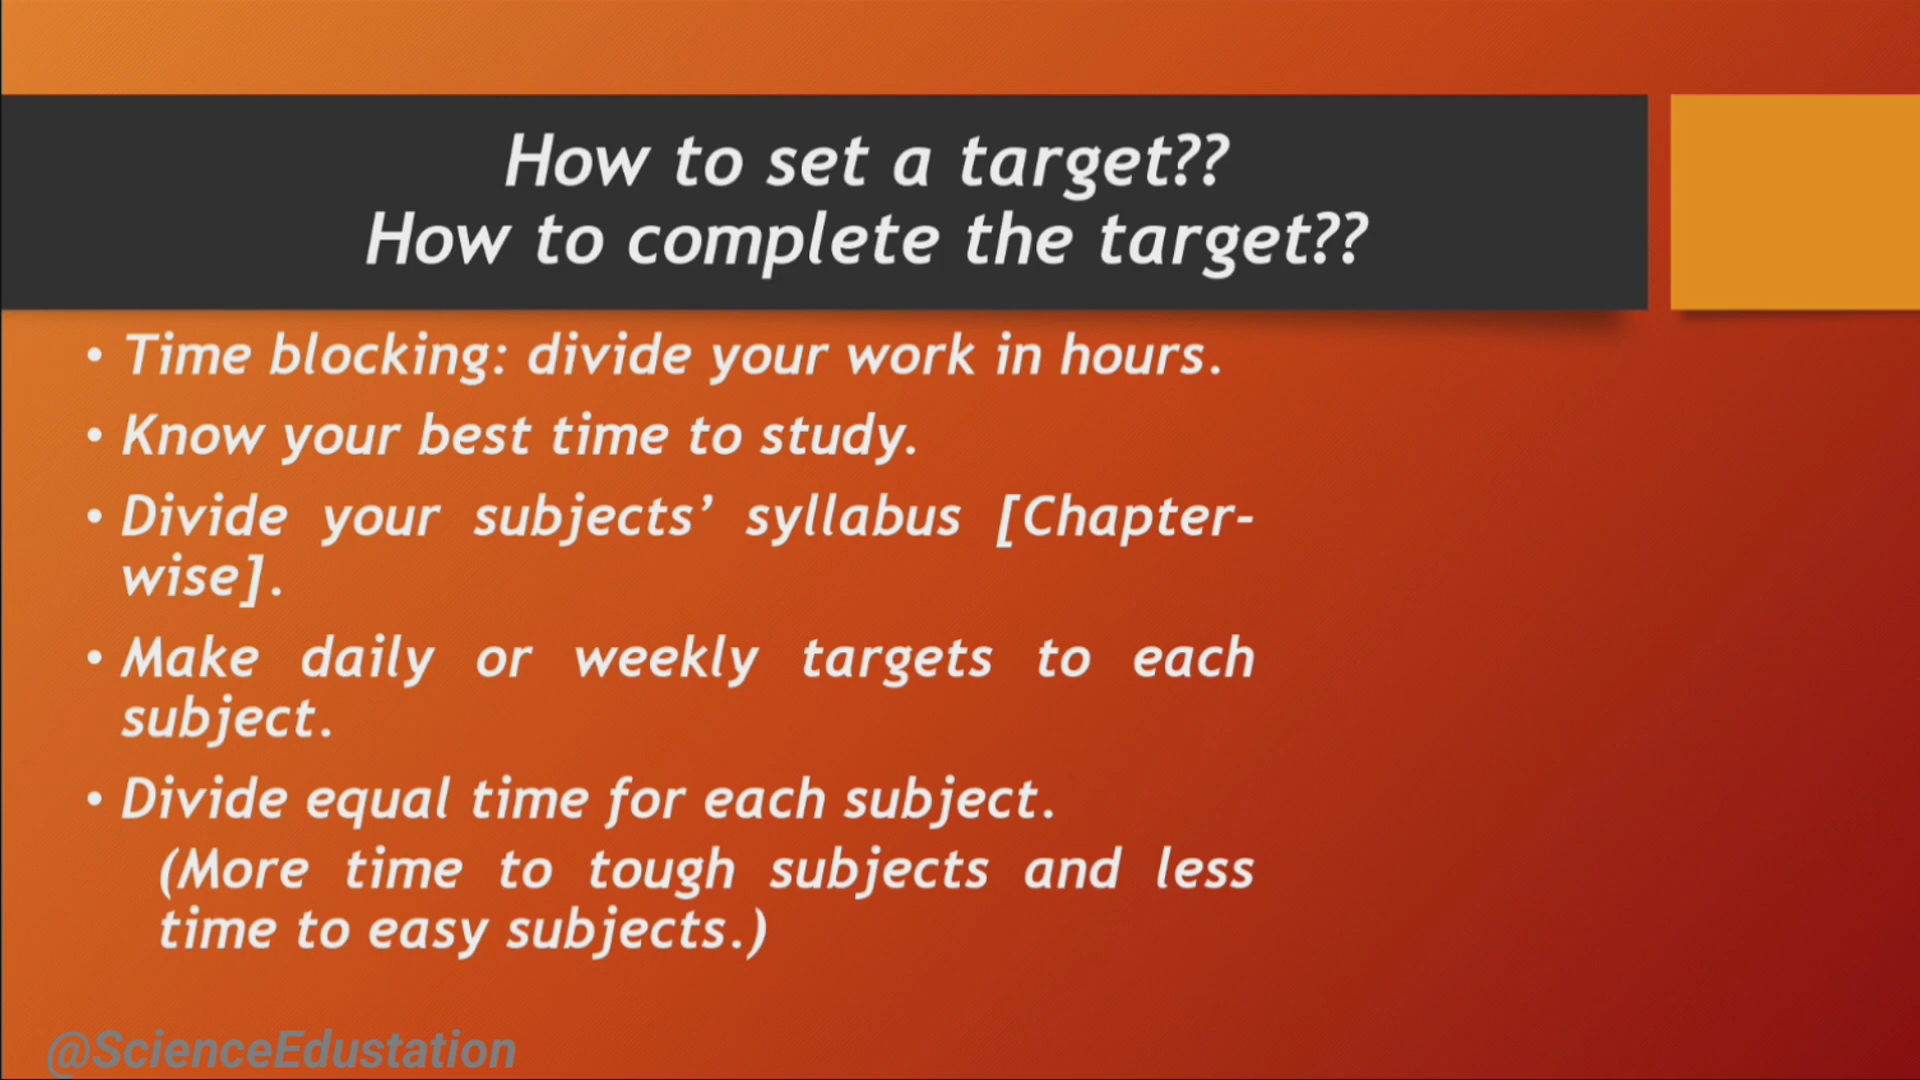 How to set a target??
How to complete the target??
• Time blocking: divide your work in hours.
• Know your best time to study.
• Divide your subjects’ syllabus [Chapter-
wise].
• Make daily or weekly targets to each
subject.
• Divide equal time for each subject.
(More time to tough subjects and less
time to easy subjects.)
@ScienceEdustation